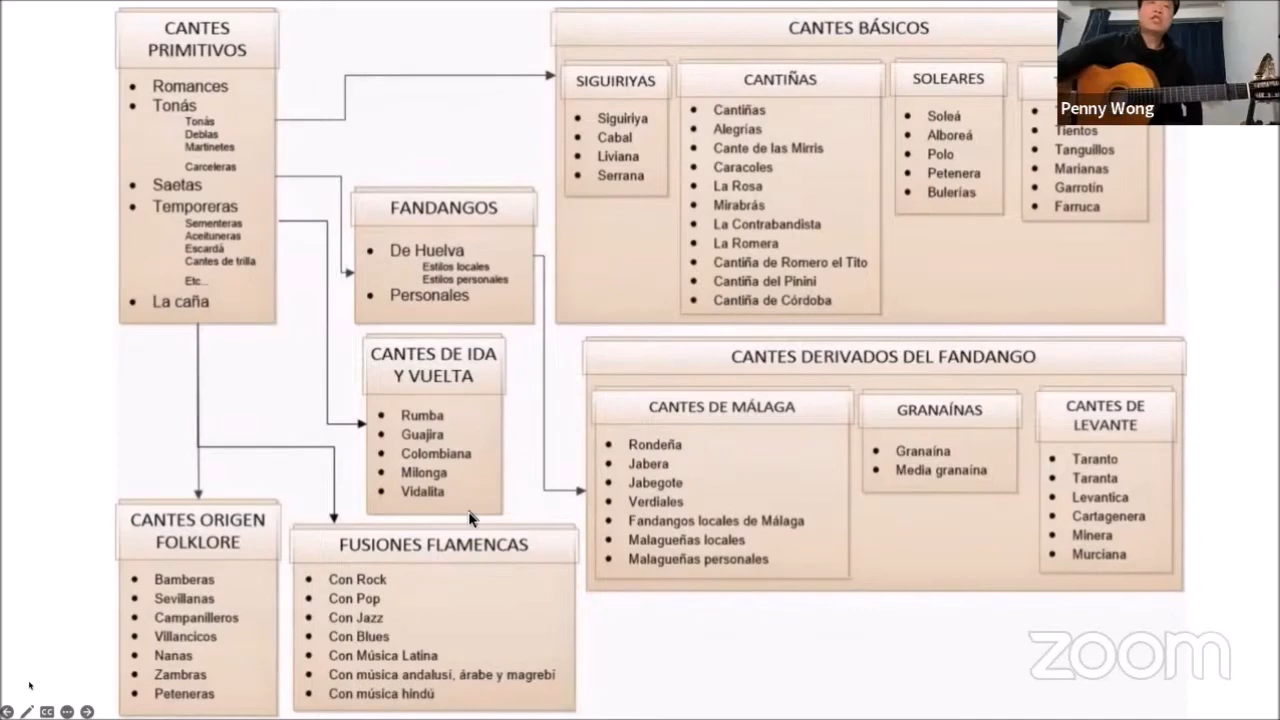 CANTES
PRIMITIVOS
Romances
Tonás
Tonás
Deblas
Martinetes
Carceleras
Saetas
Temporeras
Sementeras
Aceituneras
Escardá
Cantes de trilla
Etc...
La caña
FANDANGOS
De Huelva
Estilos locales
Estilos personales
Personales
CANTES DE IDA
Y VUELTA
Rumba
Guajira
Colombiana
Milonga
Vidalita
CANTES ORIGEN
FOLKLORE
Bamberas
Sevillanas
Campanilleros
Villancicos
Nanas
Zambras
Peteneras
FUSIONES FLAMENCAS
Con Rock
Con Pop
Con Jazz
Con Blues
Con Música Latina
Con música andalusí, árabe y magrebí
Con música hindú
CANTES BÁSICOS
SIGUIRIYAS
Siguiriya
Cabal
Liviana
Serrana
CANTIÑAS
Cantiñas
Alegrías
Cante de las Mirris
Caracoles
La Rosa
Mirabrás
La Contrabandista
La Romera
Cantiña de Romero el Tito
Cantiña del Pinini
Cantiña de Córdoba
SOLEARES
Soleá
Alboreá
Polo
Petenera
Bulerías
Tientos
Tanguillos
Marianas
Garrotín
Farruca
CANTES DERIVADOS DEL FANDANGO
CANTES DE MÁLAGA
Rondeña
Jabera
Jabegote
Verdiales
Fandangos locales de Málaga
Malagueñas locales
Malagueñas personales
GRANAÍNAS
Granaína
Media granaína
CANTES DE
LEVANTE
Taranto
Taranta
Levantica
Cartagenera
Minera
Murciana
Penny Wong
zoom
CC